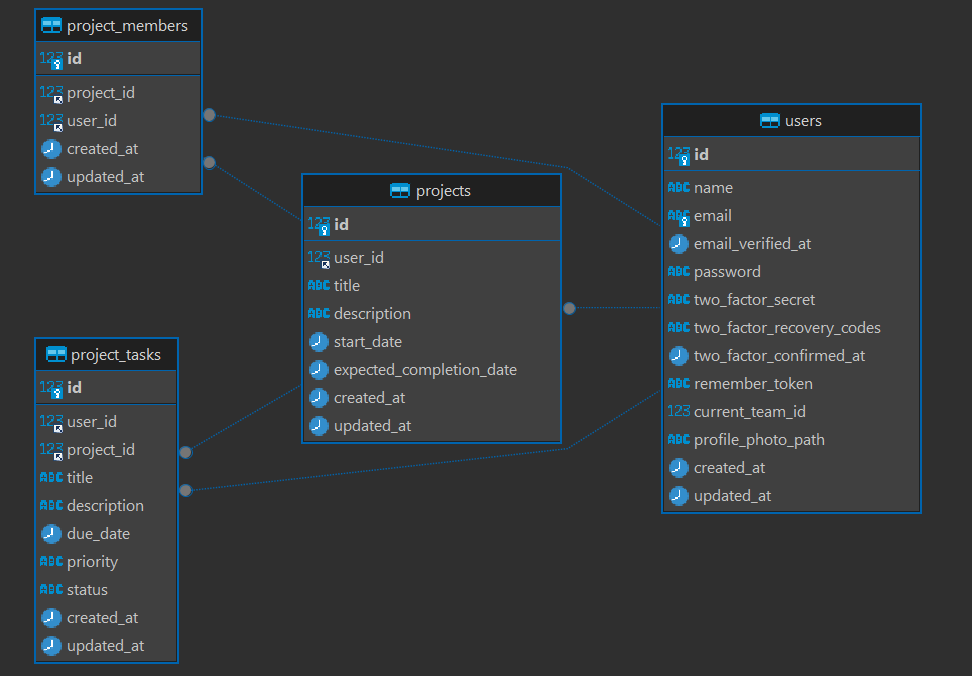 project_members
123 id
123 project_id
123 user_id
created_at
updated_at
projects
123 id
123 user_id
ABC title
ABC description
start_date
expected_completion_date
created_at
updated_at
users
123 id
ABC name
ABC email
email_verified_at
ABC password
ABC two_factor_secret
ABC two_factor_recovery_codes
two_factor_confirmed_at
ABC remember_token
123 current_team_id
ABC profile_photo_path
created_at
updated_at
project_tasks
123 id
123 user_id
123 project_id
ABC title
ABC description
due_date
ABC priority
ABC status
created_at
updated_at